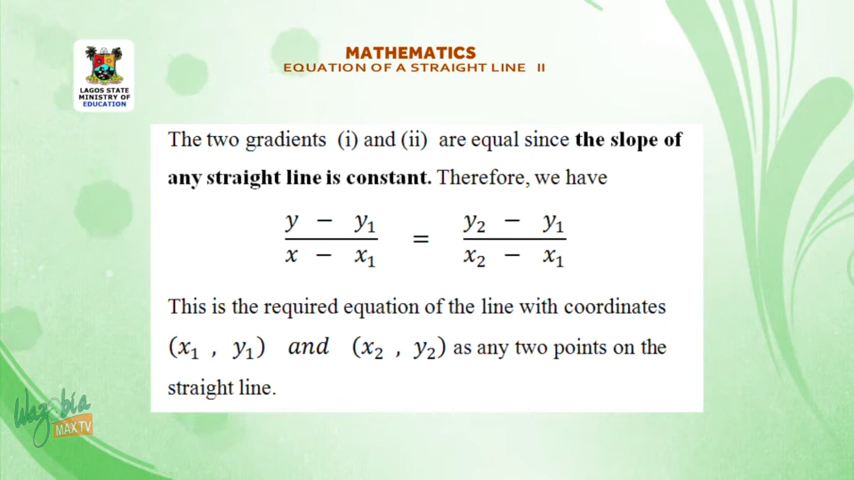 MATHEMATICS
EQUATION OF A STRAIGHT LINE II
LAGOS STATE
MINISTRY OF
EDUCATION
The two gradients (i) and (ii) are equal since the slope of
any straight line is constant. Therefore, we have
y − y₁ / x − x₁ = y₂ − y₁ / x₂ − x₁
This is the required equation of the line with coordinates
(x₁ , y₁) and (x₂ , y₂) as any two points on the
straight line.
Wazobia
MAX TV